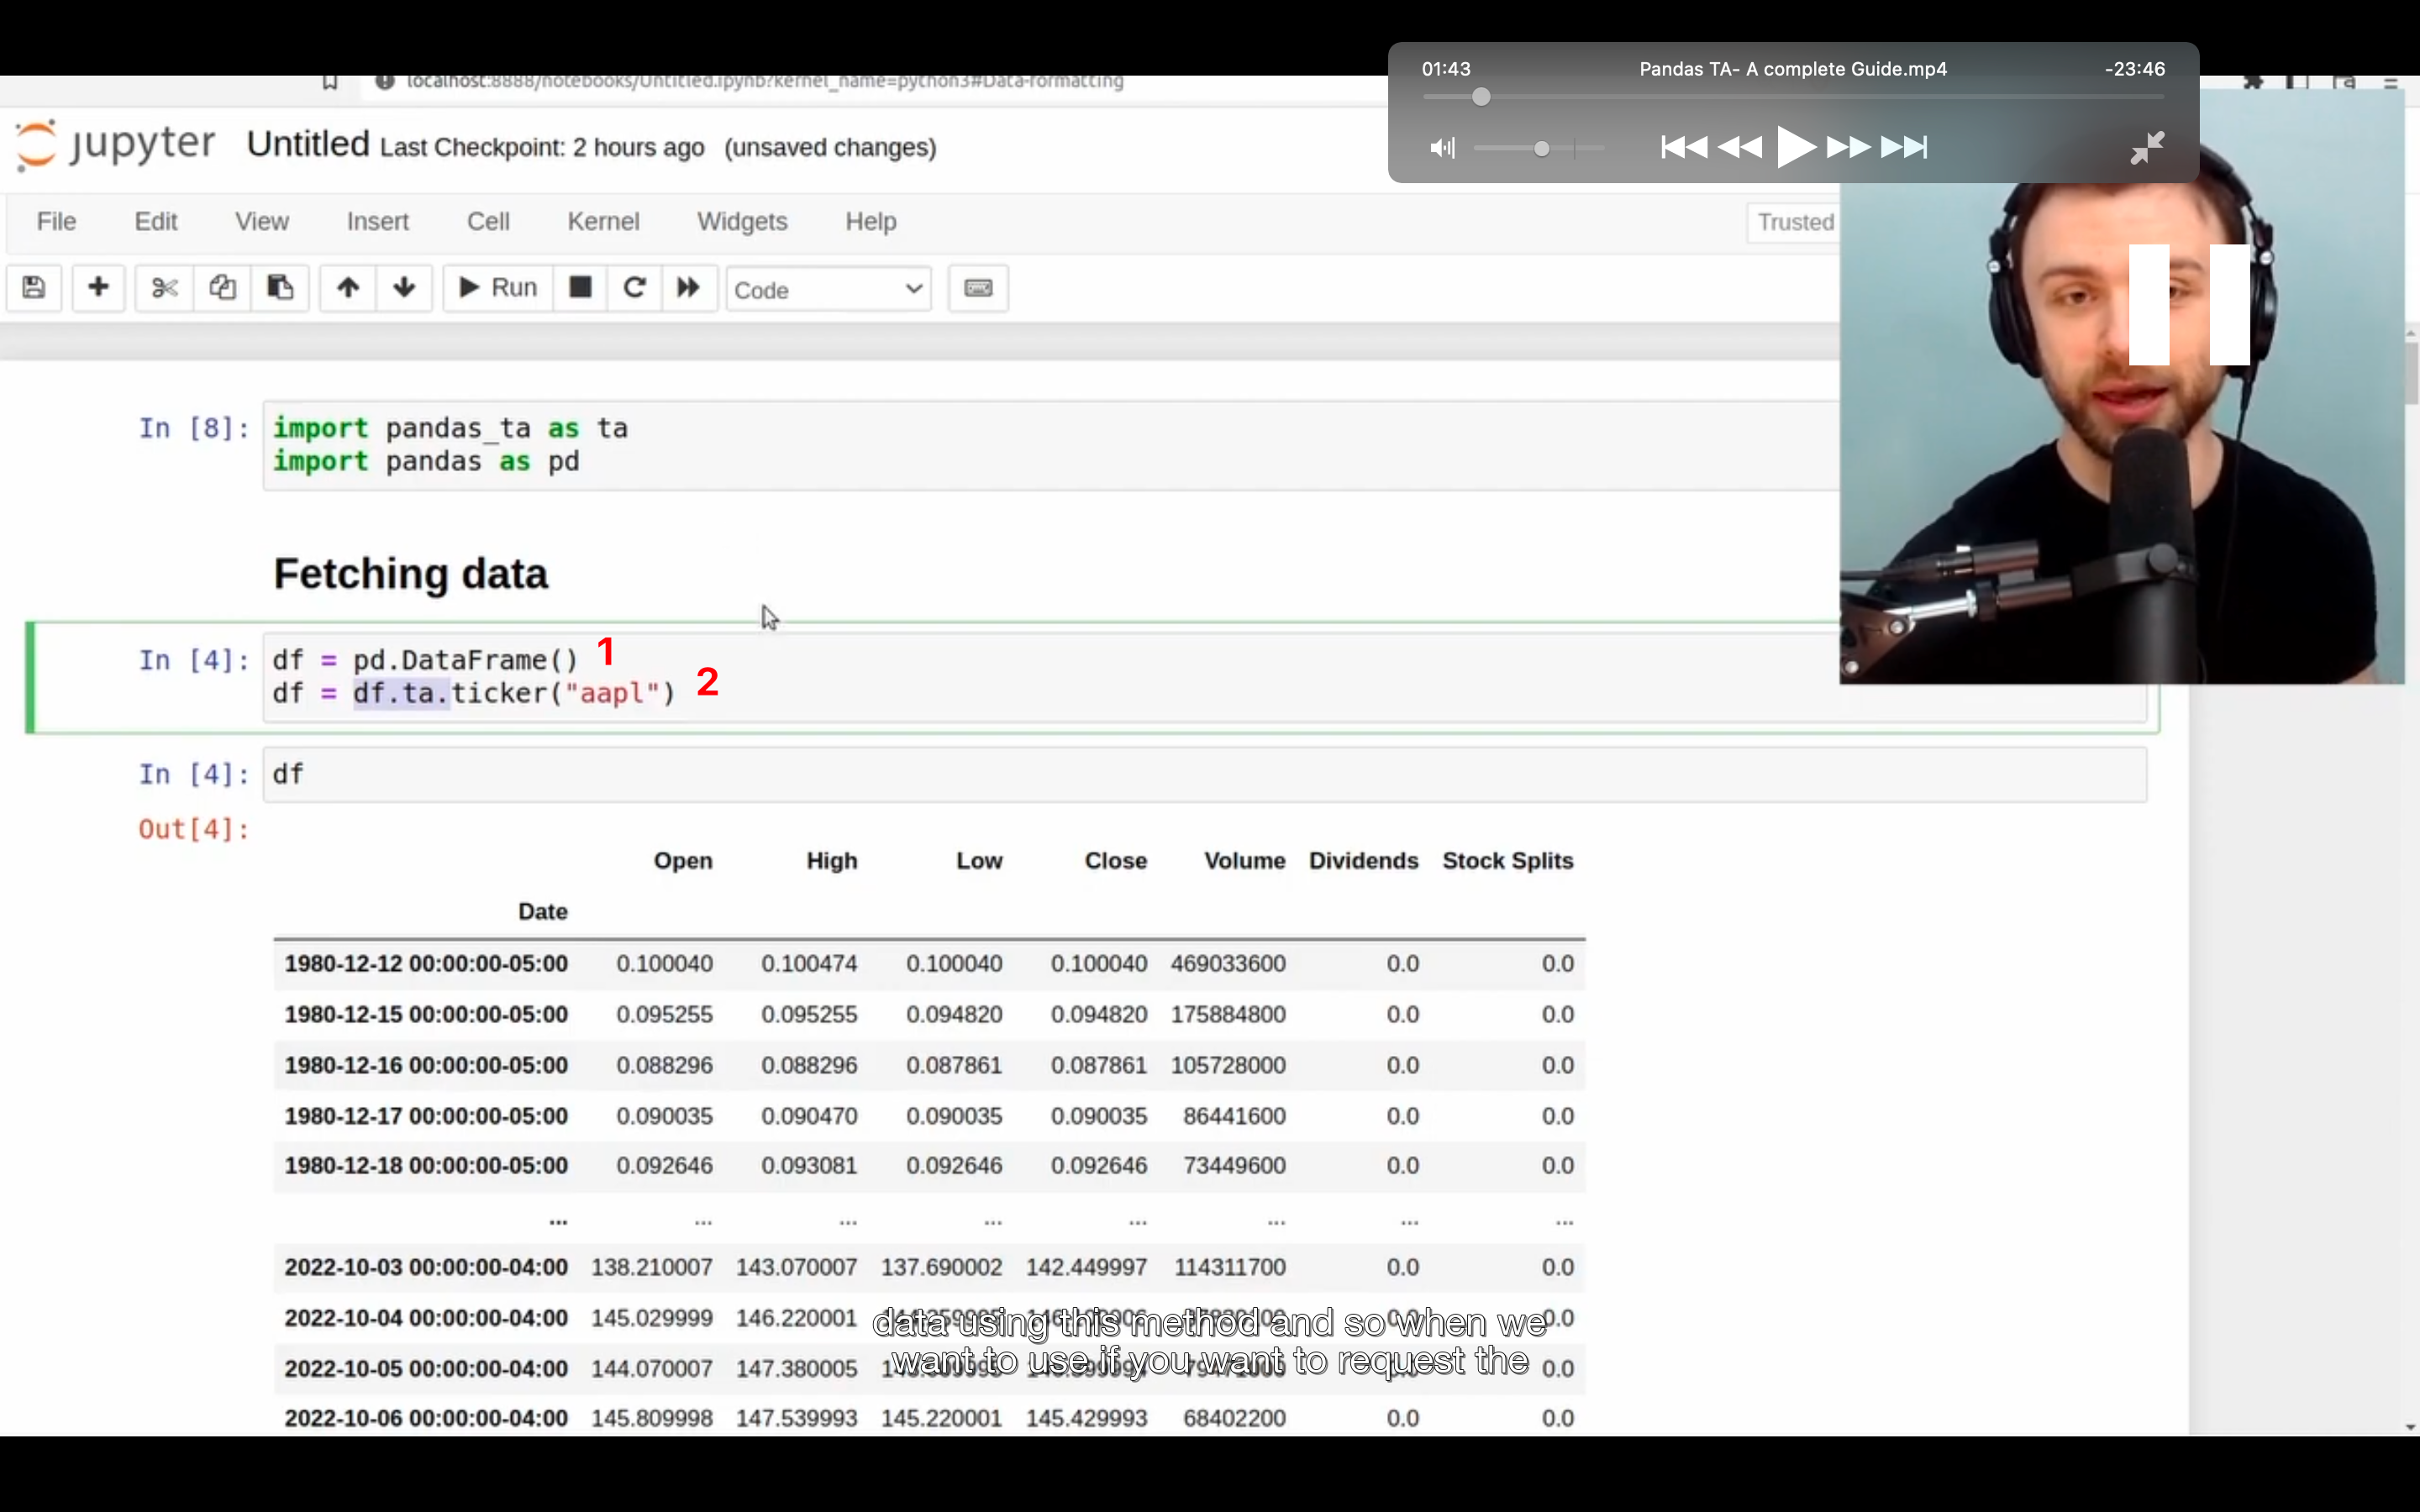 01:43 Pandas TA- A complete Guide.mp4 -23:46
localhost:8888/notebooks/Untitled.ipynb?kernel_name=python3#Data-formatting
jupyter Untitled Last Checkpoint: 2 hours ago (unsaved changes)
File Edit View Insert Cell Kernel Widgets Help Trusted
Run Code
In [8]: import pandas_ta as ta
import pandas as pd
Fetching data
In [4]: df = pd.DataFrame() 1
df = df.ta.ticker("aapl") 2
In [4]: df
Out[4]:
Open High Low Close Volume Dividends Stock Splits
Date
1980-12-12 00:00:00-05:00 0.100040 0.100474 0.100040 0.100040 469033600 0.0 0.0
1980-12-15 00:00:00-05:00 0.095255 0.095255 0.094820 0.094820 175884800 0.0 0.0
1980-12-16 00:00:00-05:00 0.088296 0.088296 0.087861 0.087861 105728000 0.0 0.0
1980-12-17 00:00:00-05:00 0.090035 0.090470 0.090035 0.090035 86441600 0.0 0.0
1980-12-18 00:00:00-05:00 0.092646 0.093081 0.092646 0.092646 73449600 0.0 0.0
... ... ... ... ... ... ... ...
2022-10-03 00:00:00-04:00 138.210007 143.070007 137.690002 142.449997 114311700 0.0 0.0
2022-10-04 00:00:00-04:00 145.029999 146.220001 0.0
data using this method and so when we
2022-10-05 00:00:00-04:00 144.070007 147.380005 0.0
want to use if you want to request the
2022-10-06 00:00:00-04:00 145.809998 147.539993 145.220001 145.429993 68402200 0.0 0.0